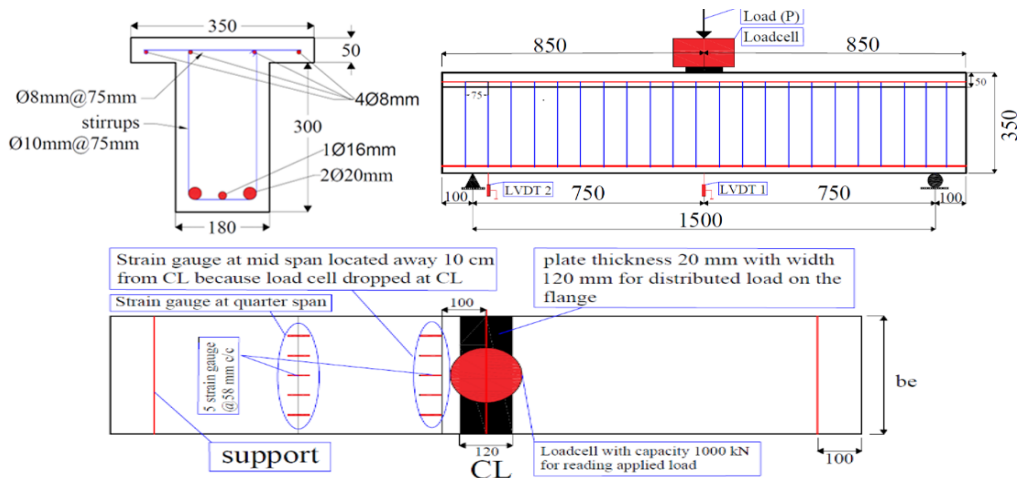 350
50
Ø8mm@75mm
4Ø8mm
stirrups
Ø10mm@75mm
300
1Ø16mm
2Ø20mm
180
Load (P)
Loadcell
850
850
50
75
350
LVDT 2
LVDT 1
100
750
750
100
1500
Strain gauge at mid span located away 10 cm
from CL because load cell dropped at CL
plate thickness 20 mm with width
120 mm for distributed load on the
flange
Strain gauge at quarter span
100
5 strain gauge
@58 mm c/c
be
support
120
CL
Loadcell with capacity 1000 kN
for reading applied load
100